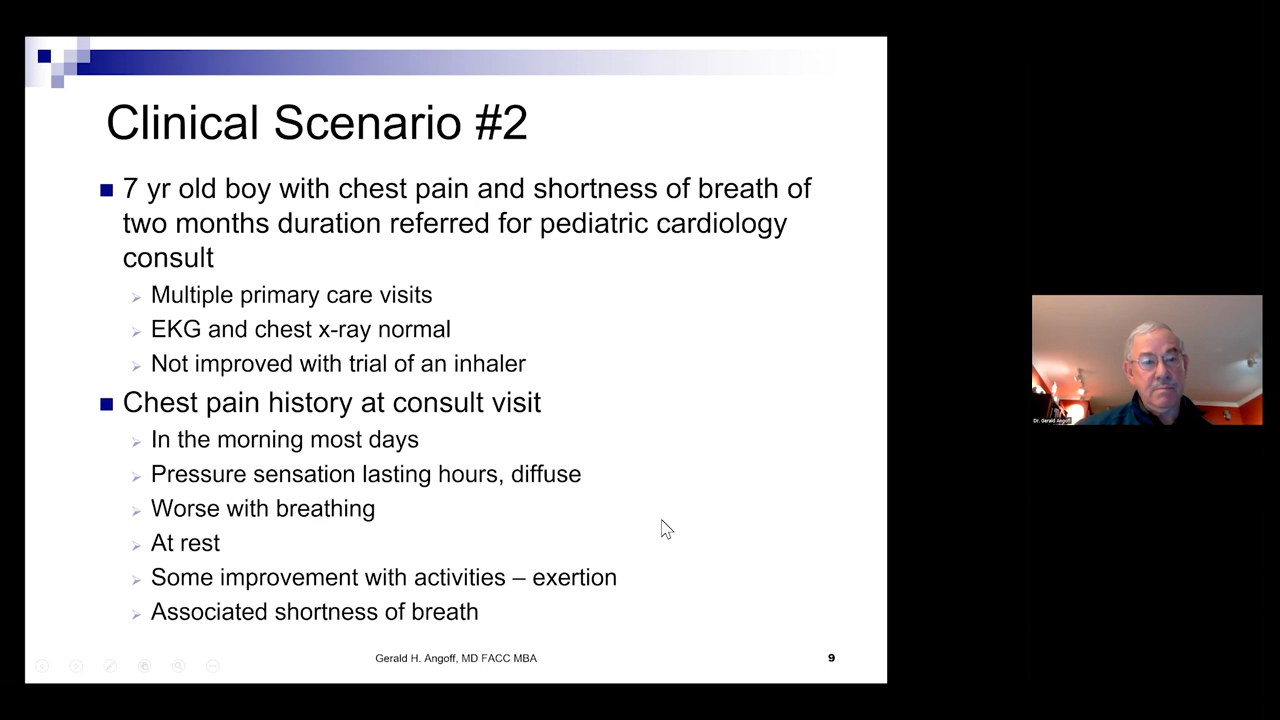 Clinical Scenario #2
7 yr old boy with chest pain and shortness of breath of
two months duration referred for pediatric cardiology
consult
Multiple primary care visits
EKG and chest x-ray normal
Not improved with trial of an inhaler
Chest pain history at consult visit
In the morning most days
Pressure sensation lasting hours, diffuse
Worse with breathing
At rest
Some improvement with activities – exertion
Associated shortness of breath
Gerald H. Angoff, MD FACC MBA
9
Dr. Gerald Angoff